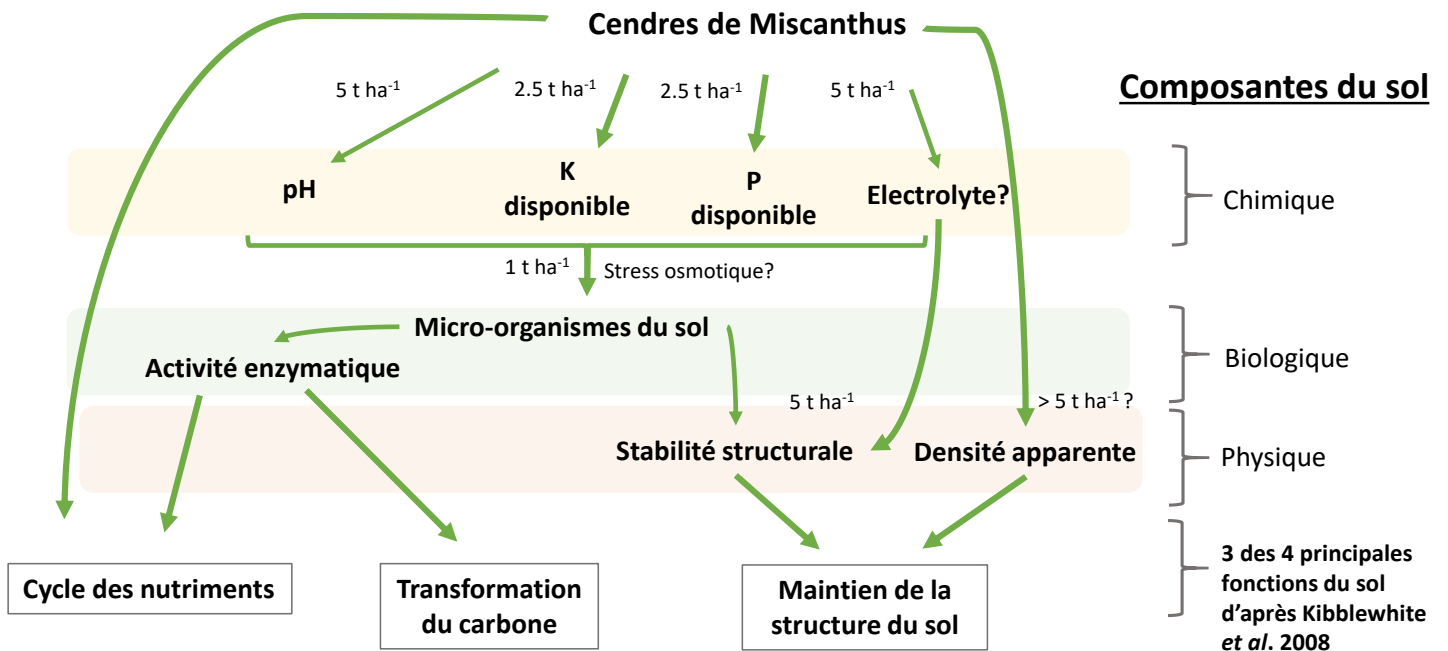 Cendres de Miscanthus
Composantes du sol
5 t ha⁻¹
2.5 t ha⁻¹
2.5 t ha⁻¹
5 t ha⁻¹
pH
K
disponible
P
disponible
Electrolyte?
Chimique
1 t ha⁻¹
Stress osmotique?
Micro-organismes du sol
Activité enzymatique
Biologique
5 t ha⁻¹
> 5 t ha⁻¹ ?
Stabilité structurale
Densité apparente
Physique
Cycle des nutriments
Transformation
du carbone
Maintien de la
structure du sol
3 des 4 principales
fonctions du sol
d’après Kibblewhite
et al. 2008